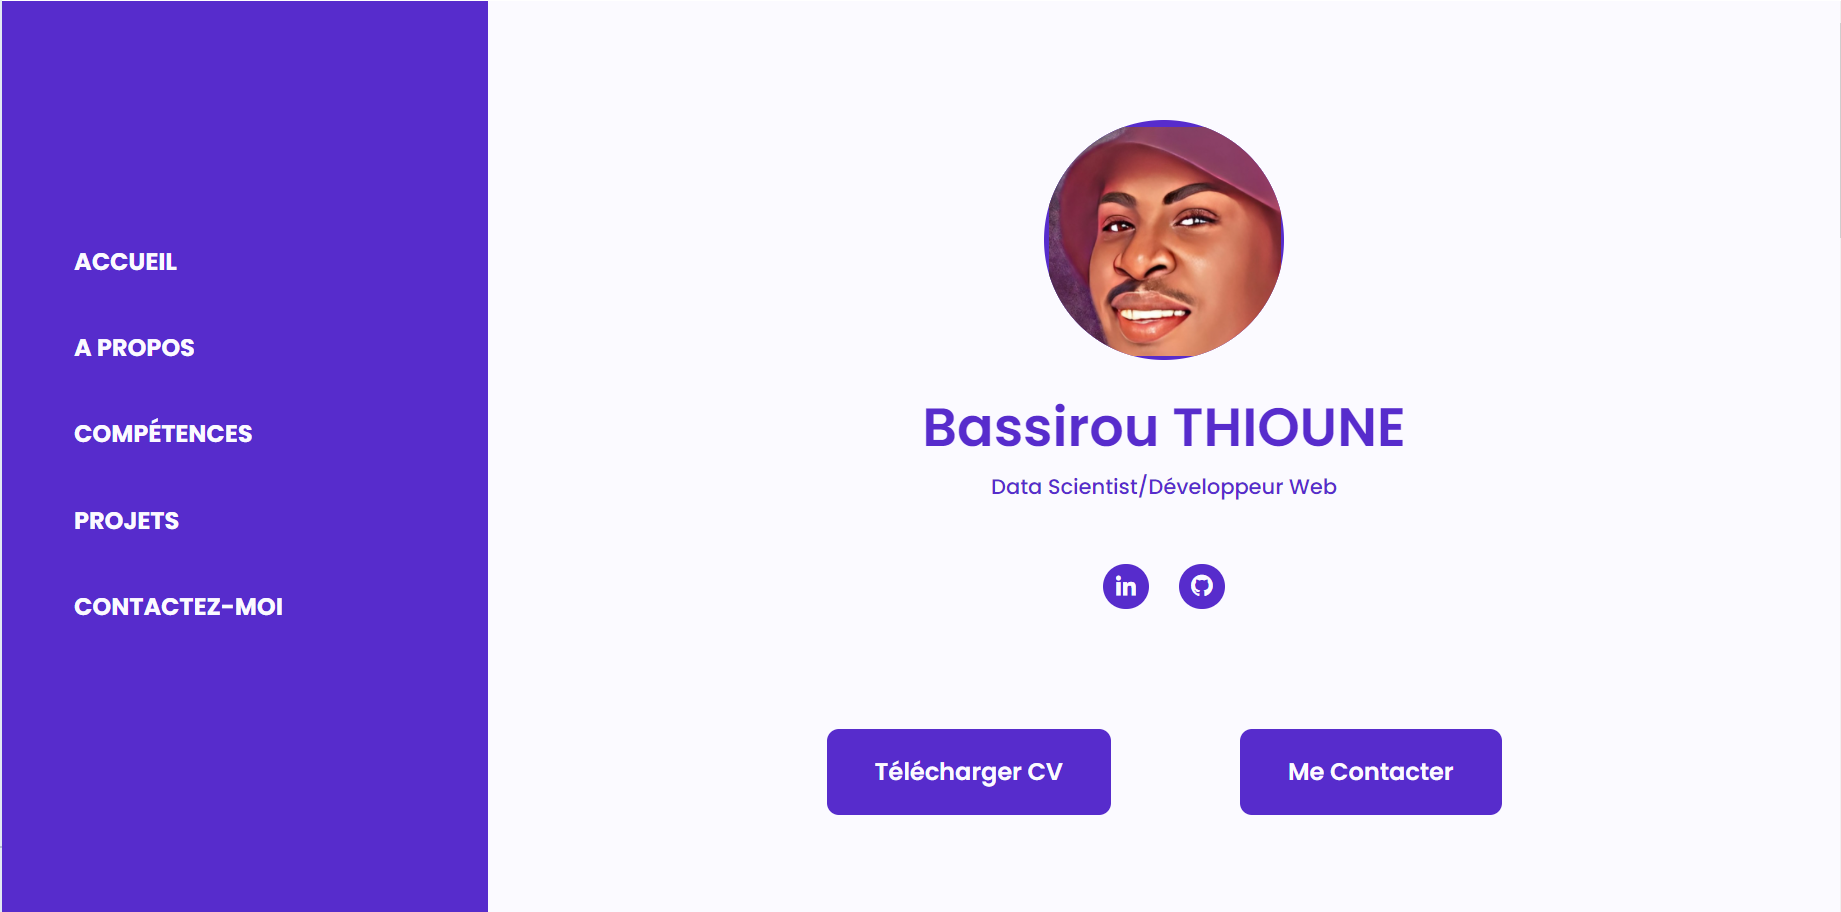 ACCUEIL
A PROPOS
COMPÉTENCES
PROJETS
CONTACTEZ-MOI
Bassirou THIOUNE
Data Scientist/Développeur Web
in
Télécharger CV
Me Contacter